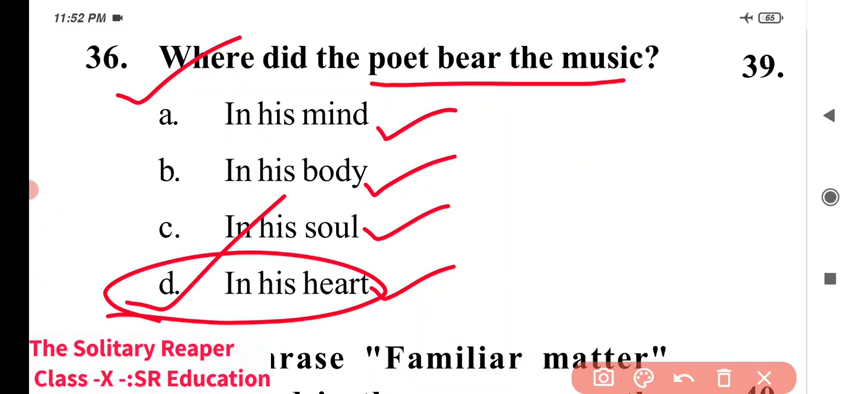 11:52 PM
65
36. Where did the poet bear the music?
39.
a. In his mind
b. In his body
c. In his soul
d. In his heart
The Solitary Reaper
"Familiar matter"
Class -X -:SR Education